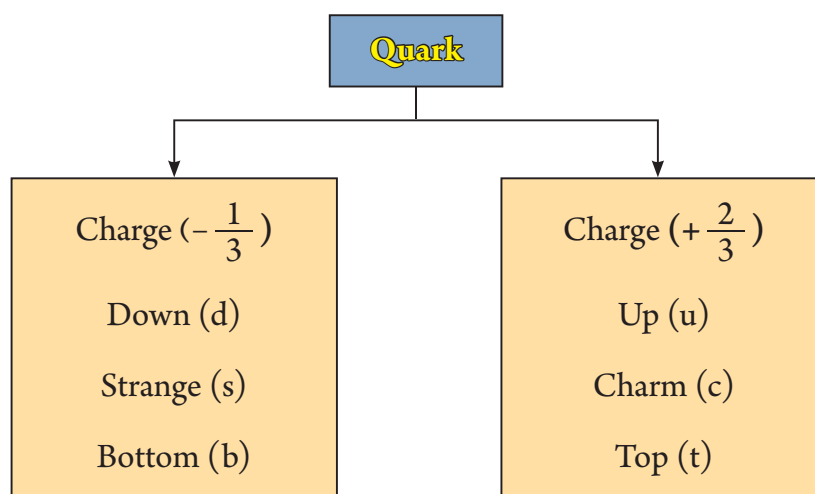 Quark
Charge (– 1/3)
Down (d)
Strange (s)
Bottom (b)
Charge (+ 2/3)
Up (u)
Charm (c)
Top (t)